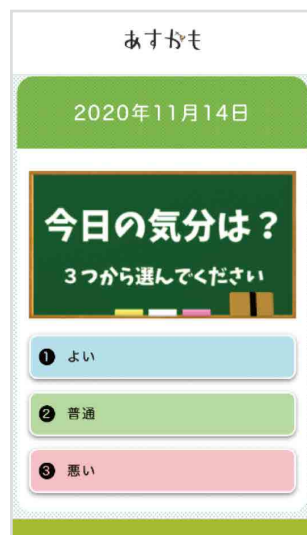 あすかも
2020年11月14日
今日の気分は？
3つから選んでください
❶ よい
❷ 普通
❸ 悪い